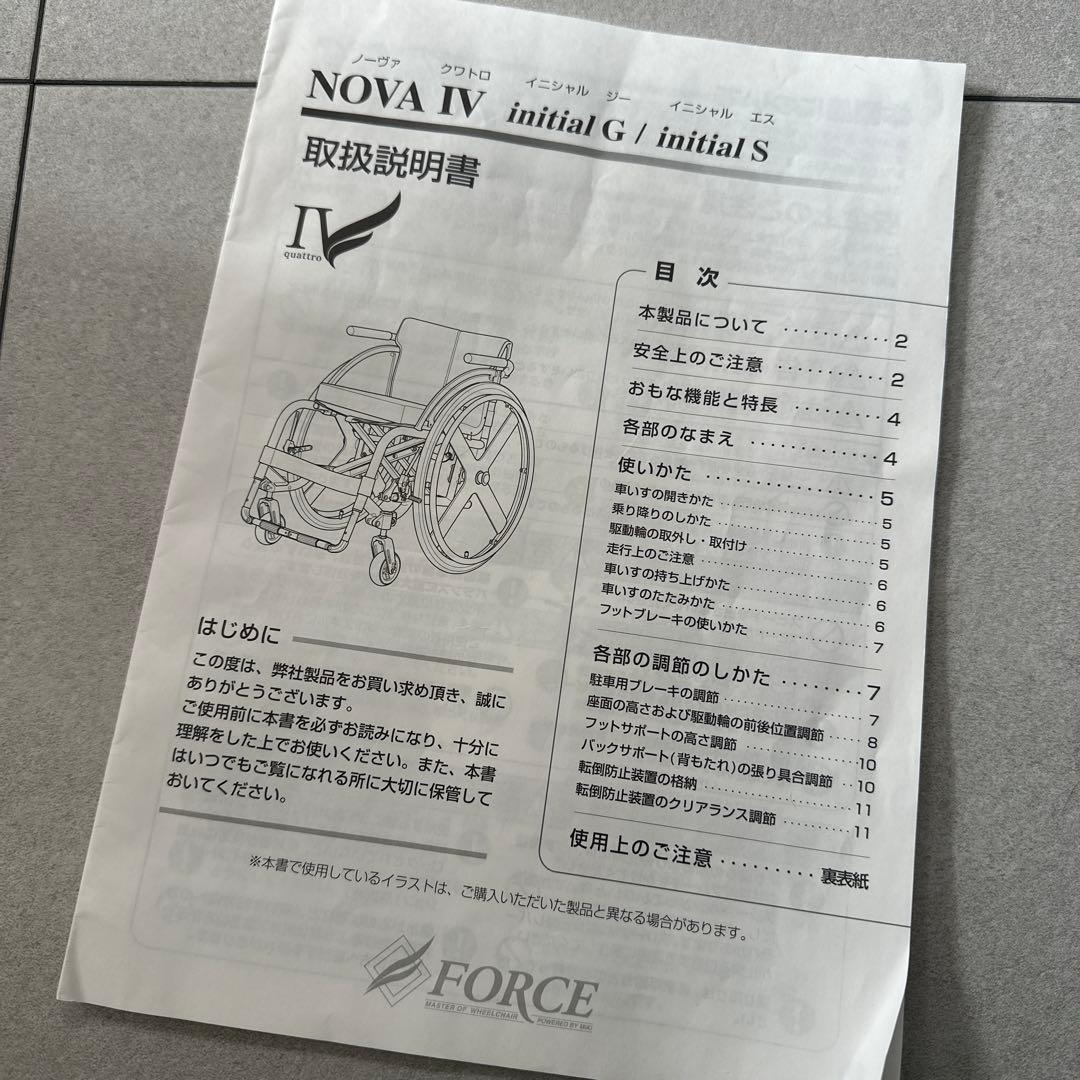 ノーヴァ クワトロ イニシャル ジー イニシャル エス
NOVA IV initial G / initial S
取扱説明書
IV
quattro
目 次
本製品について ........... 2
安全上のご注意 ........... 2
おもな機能と特長 ......... 4
各部のなまえ ............ 4
使いかた ............... 5
車いすの開きかた ............ 5
乗り降りのしかた ............ 5
駆動輪の取外し・取付け ........ 5
走行上のご注意 .............. 6
車いすの持ち上げかた .......... 6
車いすのたたみかた ............ 6
フットブレーキの使いかた ........ 7
各部の調節のしかた ........ 7
駐車用ブレーキの調節 .......... 7
座面の高さおよび駆動輪の前後位置調節 ..... 8
フットサポートの高さ調節 ........ 10
バックサポート(背もたれ)の張り具合調節 .. 10
転倒防止装置の格納 ............ 11
転倒防止装置のクリアランス調節 ...... 11
使用上のご注意 ........ 裏表紙
はじめに
この度は、弊社製品をお買い求め頂き、誠に
ありがとうございます。
ご使用前に本書を必ずお読みになり、十分に
理解をした上でお使いください。また、本書
はいつでもご覧になれる所に大切に保管して
おいてください。
※本書で使用しているイラストは、ご購入いただいた製品と異なる場合があります。
FORCE
MASTER OF WHEELCHAIR POWERED BY MiKi